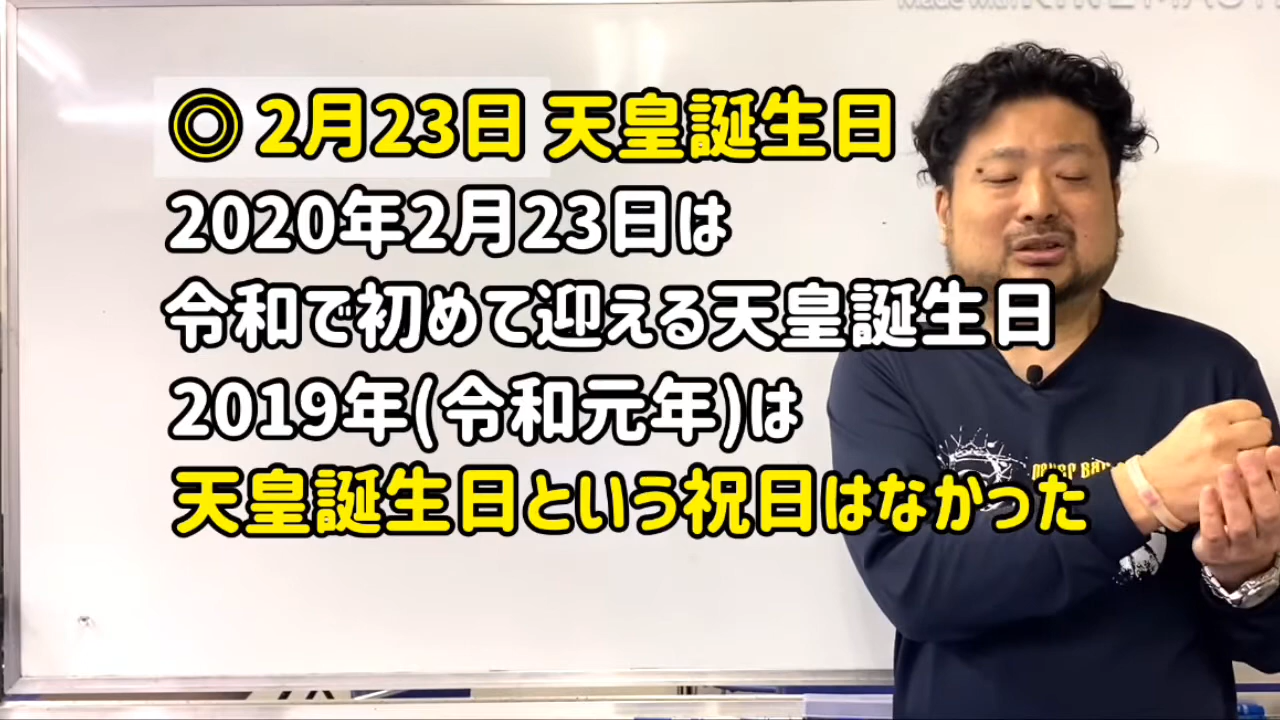 Made with KINEMASTER
◎ 2月23日 天皇誕生日
2020年2月23日は
令和で初めて迎える天皇誕生日
2019年(令和元年)は
天皇誕生日という祝日はなかった